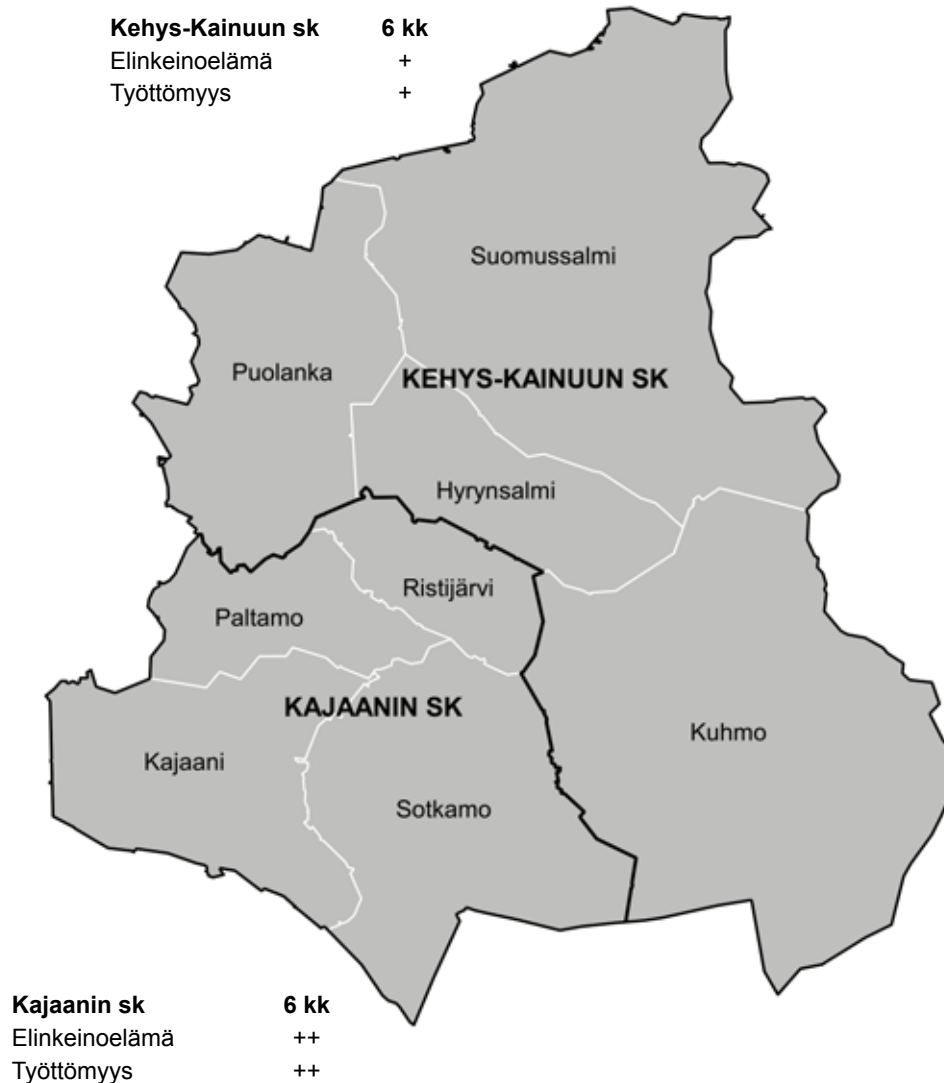 Kehys-Kainuun sk 6 kk
Elinkeinoelämä +
Työttömyys +
Suomussalmi
Puolanka
KEHYS-KAINUUN SK
Hyrynsalmi
Ristijärvi
Paltamo
KAJAANIN SK
Kuhmo
Kajaani
Sotkamo
Kajaanin sk 6 kk
Elinkeinoelämä ++
Työttömyys ++